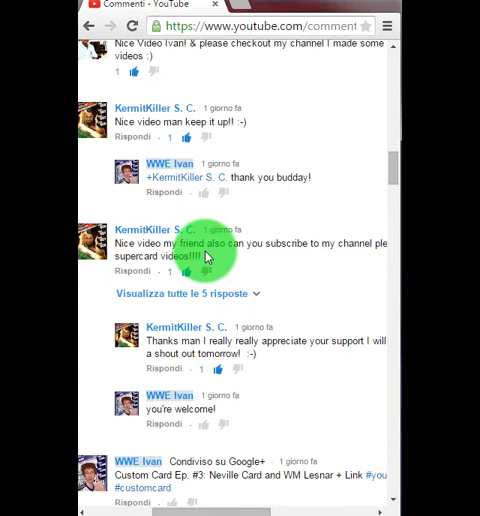 Commenti - YouTube
https://www.youtube.com/comment
Nice Video Ivan! & please checkout my channel I made some
videos :)
1
KermitKiller S. C. 1 giorno fa
Nice video man keep it up!! :-)
Rispondi · 1
WWE Ivan 1 giorno fa
+KermitKiller S. C. thank you budday!
Rispondi ·
KermitKiller S. C. 1 giorno fa
Nice video my friend also can you subscribe to my channel ple
supercard videos!!!!
Rispondi · 1
Visualizza tutte le 5 risposte
KermitKiller S. C. 1 giorno fa
Thanks man I really really appreciate your support I will
a shout out tomorrow! :-)
Rispondi · 1
WWE Ivan 1 giorno fa
you're welcome!
Rispondi ·
WWE Ivan Condiviso su Google+ · 1 giorno fa
Custom Card Ep. #3: Neville Card and WM Lesnar + Link #you
#customcard
Rispondi ·